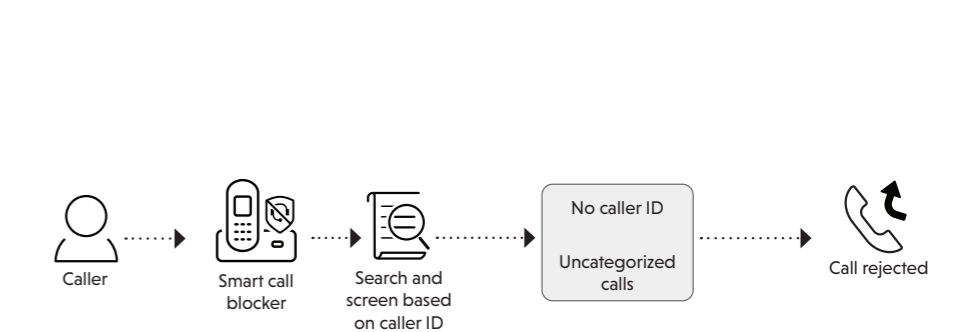 Caller
Smart call
blocker
Search and
screen based
on caller ID
No caller ID
Uncategorized
calls
Call rejected